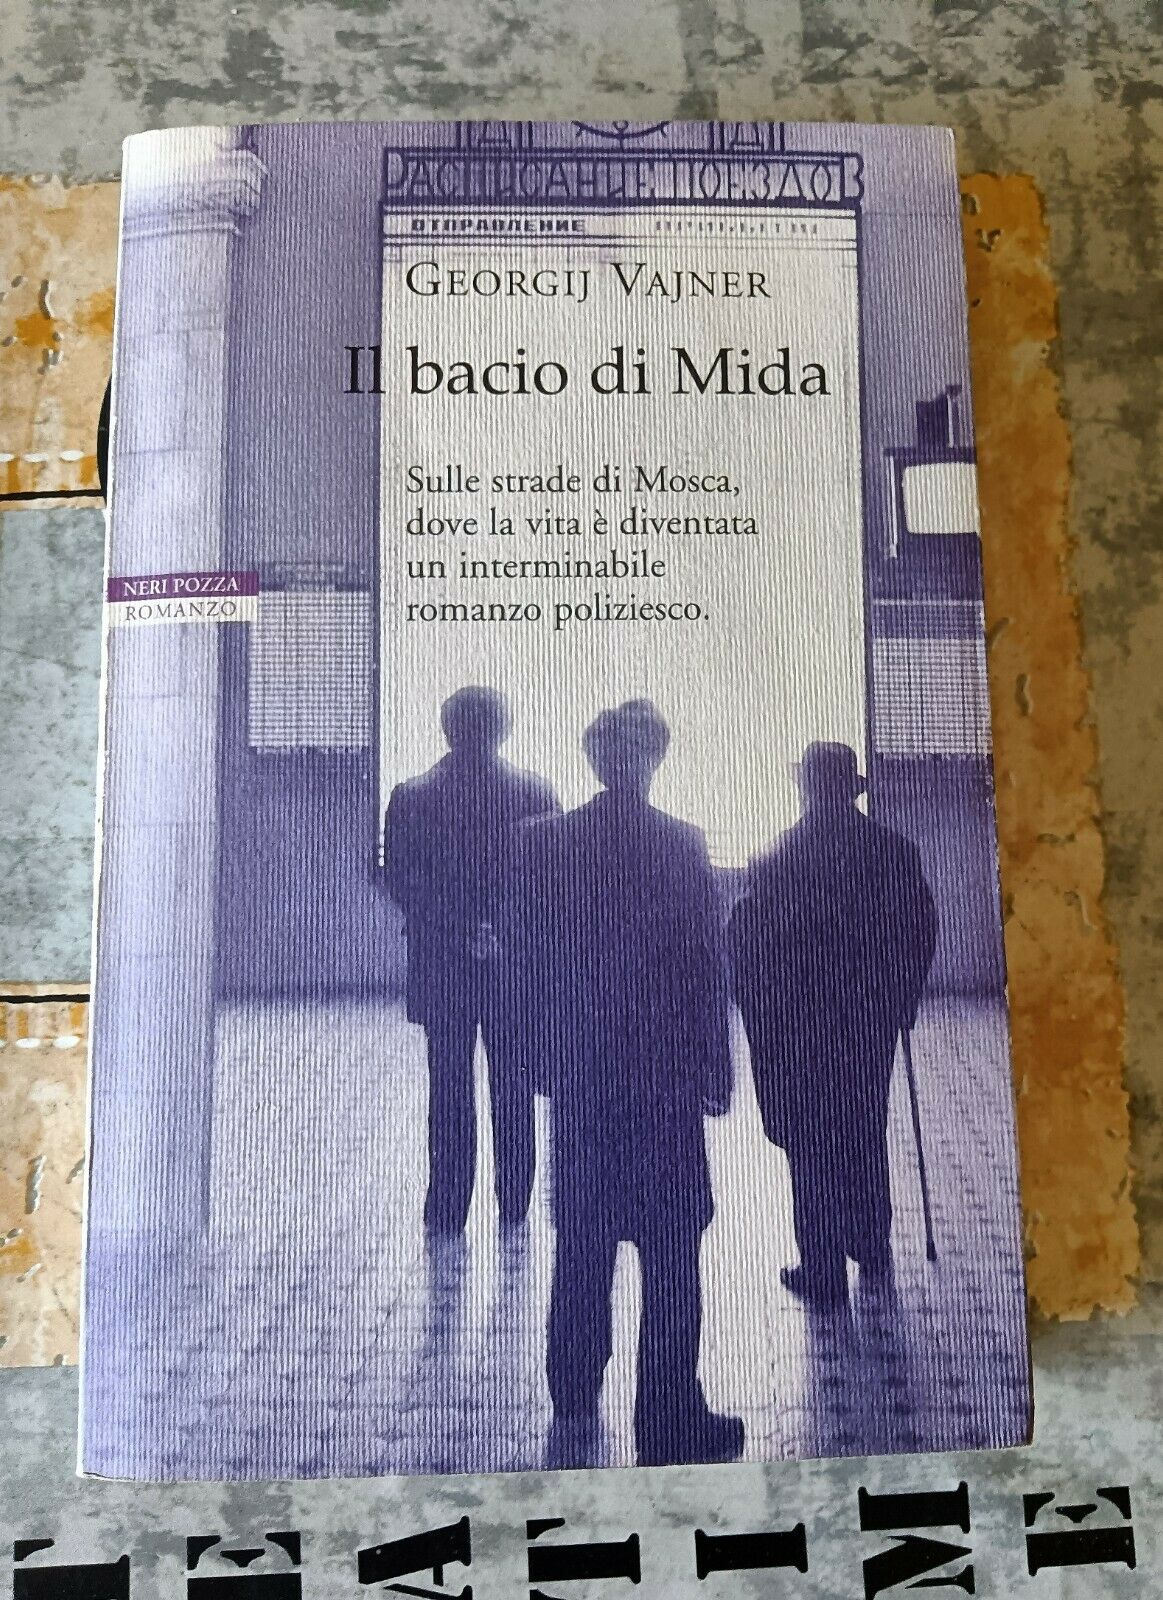 РАСПИСАНИЕ ПОЕЗДОВ
ОТПРАВЛЕНИЕ
GEORGIJ VAJNER
Il bacio di Mida
Sulle strade di Mosca,
dove la vita è diventata
un interminabile
romanzo poliziesco.
NERI POZZA
ROMANZO